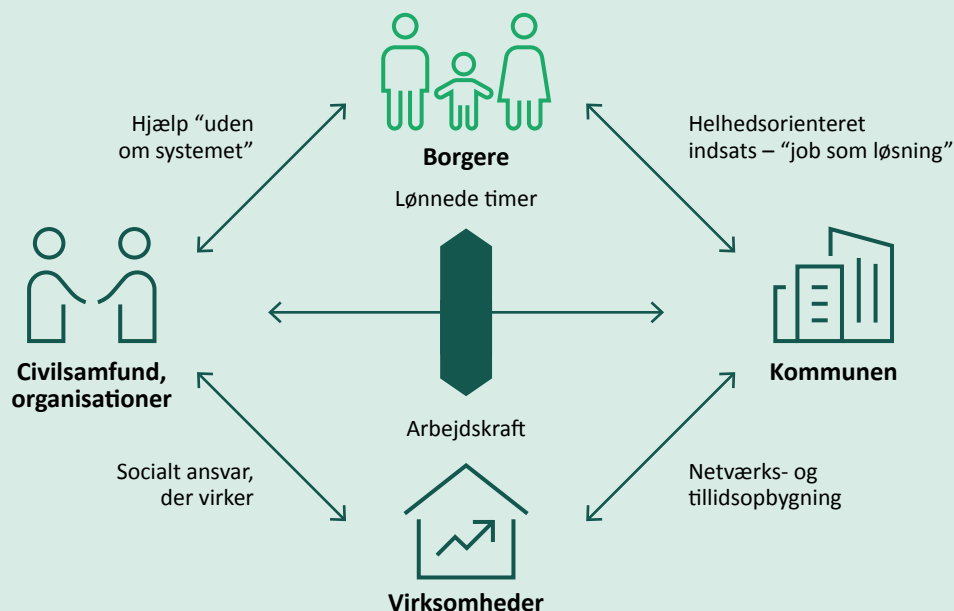 Hjælp “uden
om systemet”
Borgere
Helhedsorienteret
indsats – “job som løsning”
Lønnede timer
Civilsamfund,
organisationer
Kommunen
Arbejdskraft
Socialt ansvar,
der virker
Netværks- og
tillidsopbygning
Virksomheder